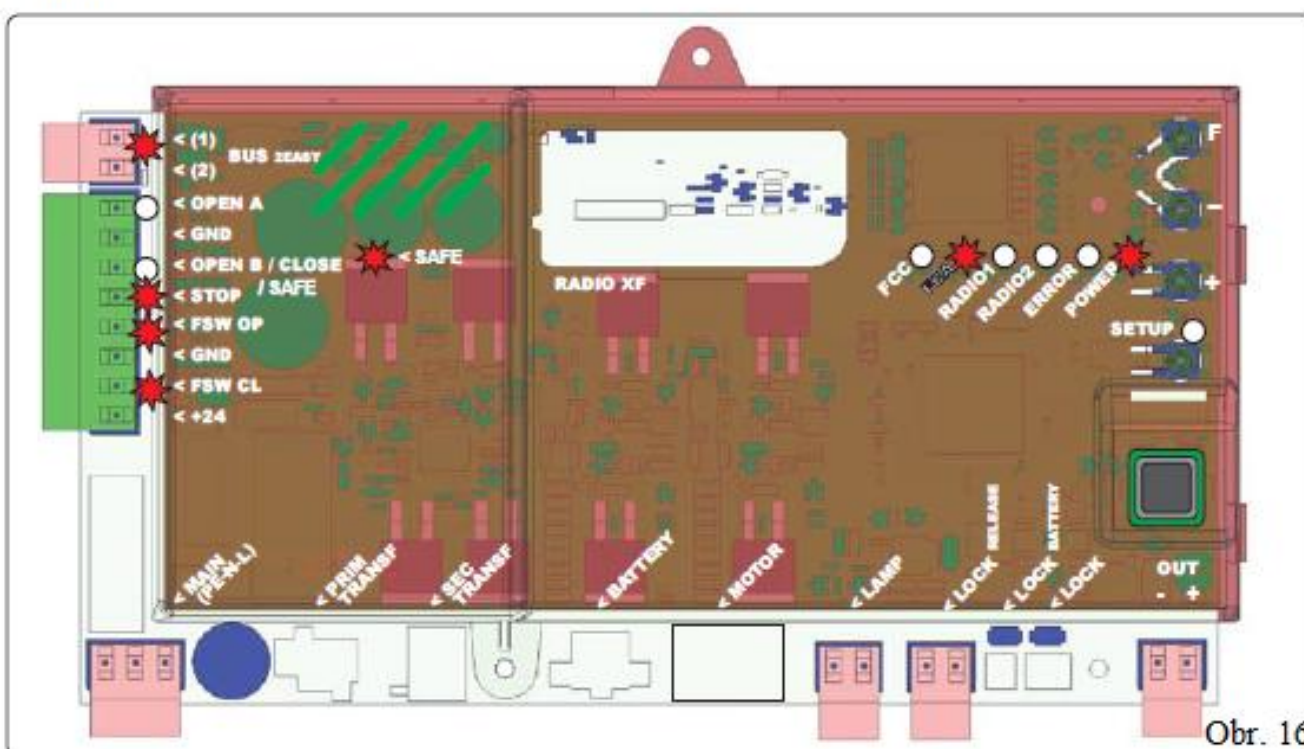 < (1)
BUS 2EASY
< (2)
< OPEN A
< GND
< OPEN B / CLOSE
/ SAFE
< STOP
< FSW OP
< GND
< FSW CL
< +24
< SAFE
RADIO XF
FCC
RADIO1
RADIO2
ERROR
POWER
F
-
+
SETUP
< MAIN
(PE-N-L)
< PRIM
TRANSF
< SEC
TRANSF
< BATTERY
< MOTOR
< LAMP
< LOCK RELEASE
< LOCK BATTERY
< LOCK
OUT
- +
Obr. 16